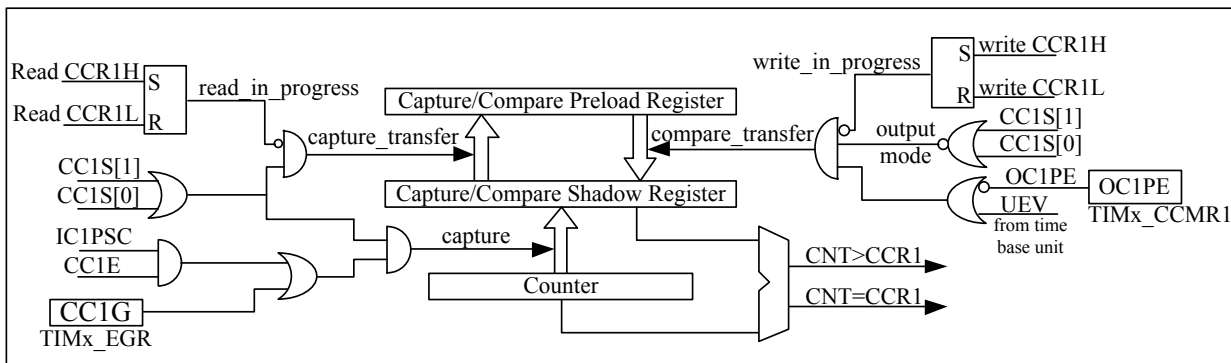 Read CCR1H
Read CCR1L
S
R
read_in_progress
capture_transfer
CC1S[1]
CC1S[0]
IC1PSC
CC1E
CC1G
TIMx_EGR
capture
Capture/Compare Preload Register
Capture/Compare Shadow Register
Counter
compare_transfer
write_in_progress
S
R
write CCR1H
write CCR1L
output
mode
CC1S[1]
CC1S[0]
OC1PE
UEV
from time
base unit
OC1PE
TIMx_CCMR1
CNT>CCR1
CNT=CCR1